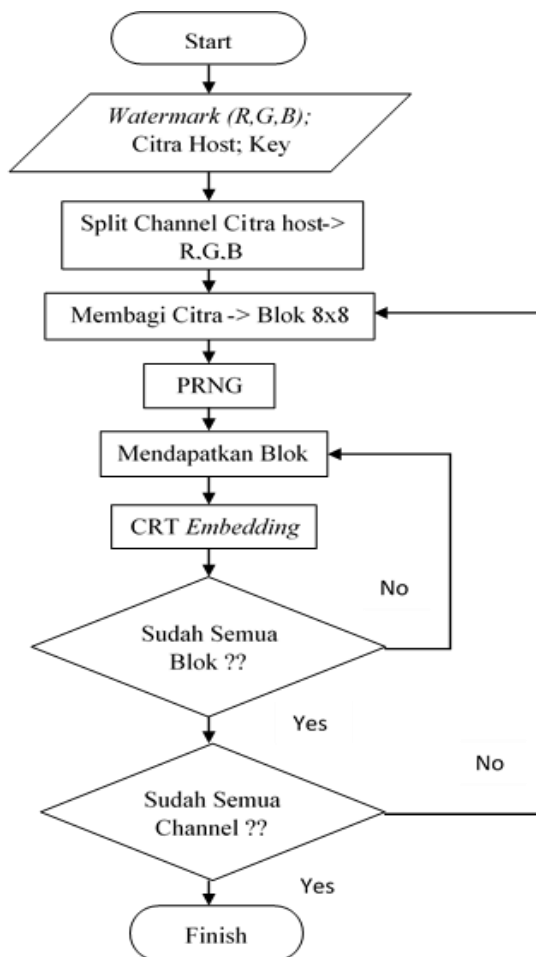 Start
Watermark (R,G,B);
Citra Host; Key
Split Channel Citra host->
R,G,B
Membagi Citra -> Blok 8x8
PRNG
Mendapatkan Blok
CRT Embedding
No
Sudah Semua
Blok ??
Yes
No
Sudah Semua
Channel ??
Yes
Finish